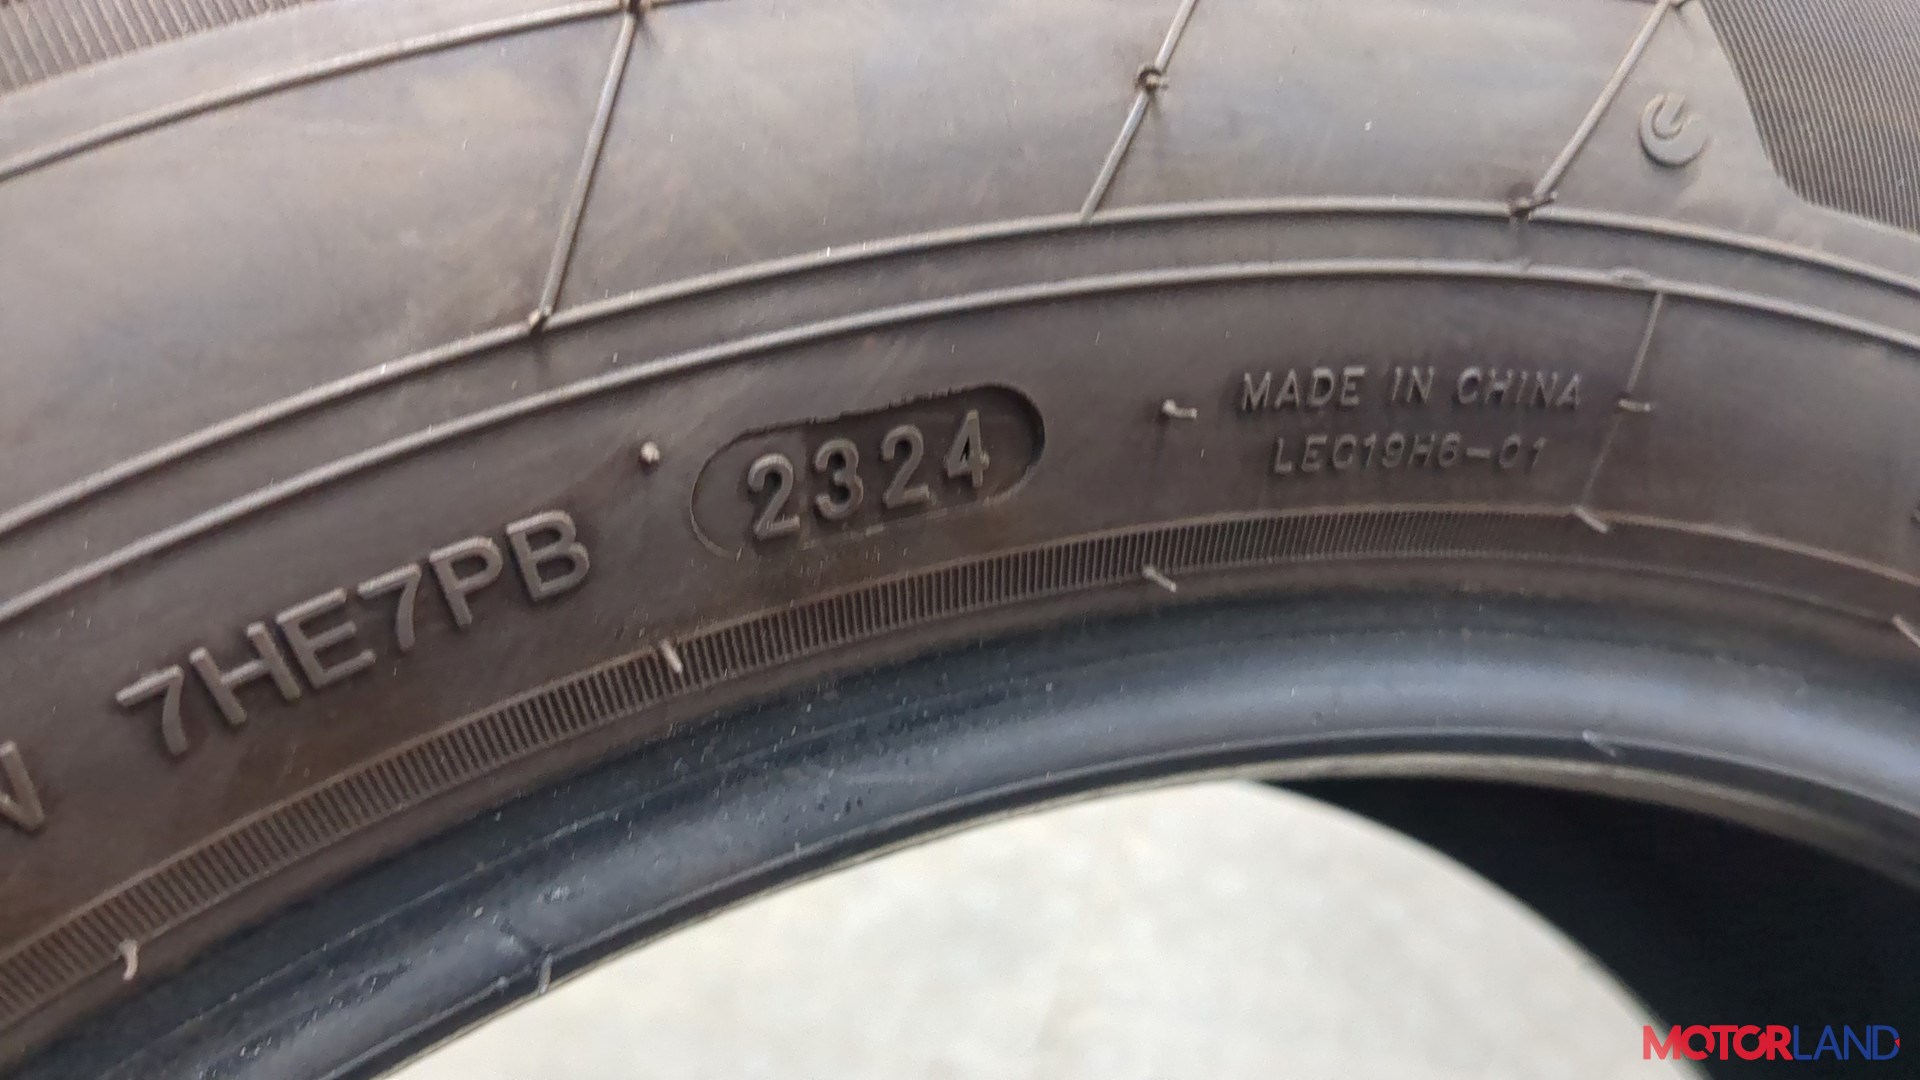 MADE IN CHINA
LEC19H6-01
2324
7HE7PB
MOTORLAND